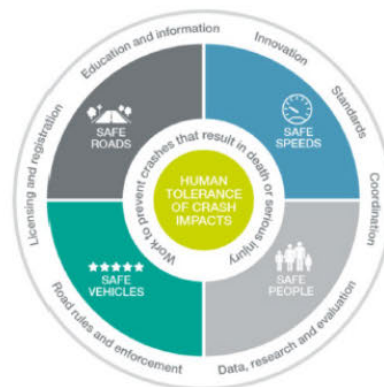 Education and information
Innovation
Standards
Coordination
Data, research and evaluation
Road rules and enforcement
Licensing and registration
SAFE
ROADS
SAFE
SPEEDS
Work to prevent crashes that result in death or serious injury
HUMAN
TOLERANCE
OF CRASH
IMPACTS
SAFE
VEHICLES
SAFE
PEOPLE